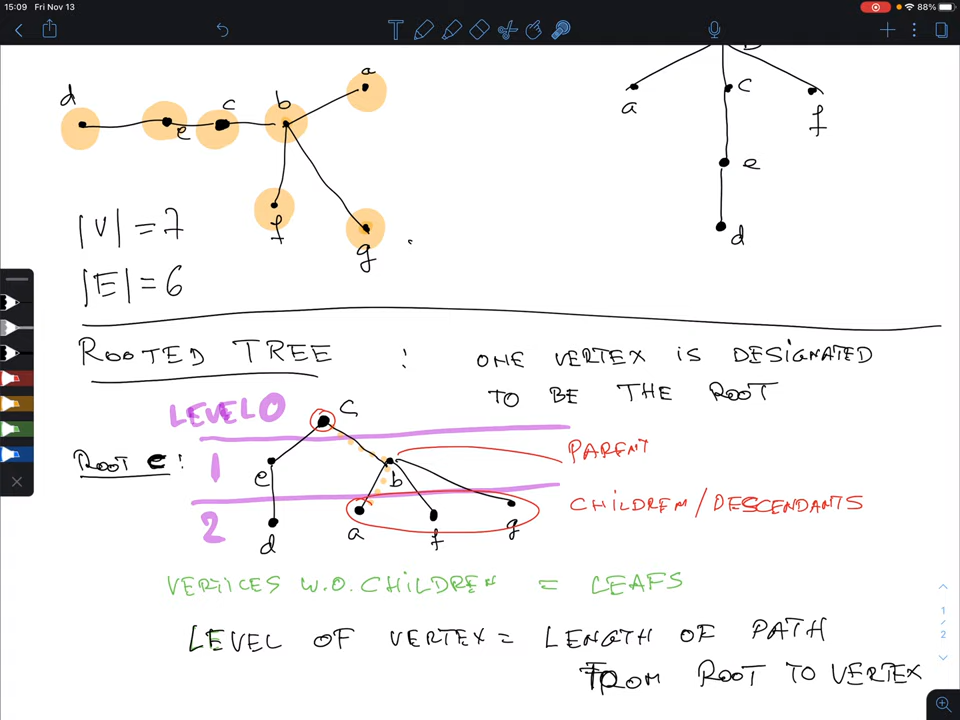 15:09 Fri Nov 13
88%
d
e
c
b
a
f
g
|V| = 7
|E| = 6
a
c
f
e
d
ROOTED TREE : ONE VERTEX IS DESIGNATED
TO BE THE ROOT
LEVEL 0
c
ROOT C :
1
e
b
PARENT
2
d
a
f
g
CHILDREN/DESCENDANTS
VERTICES W.O. CHILDREN = LEAFS
LEVEL OF VERTEX = LENGTH OF PATH
FROM ROOT TO VERTEX
1
/
2